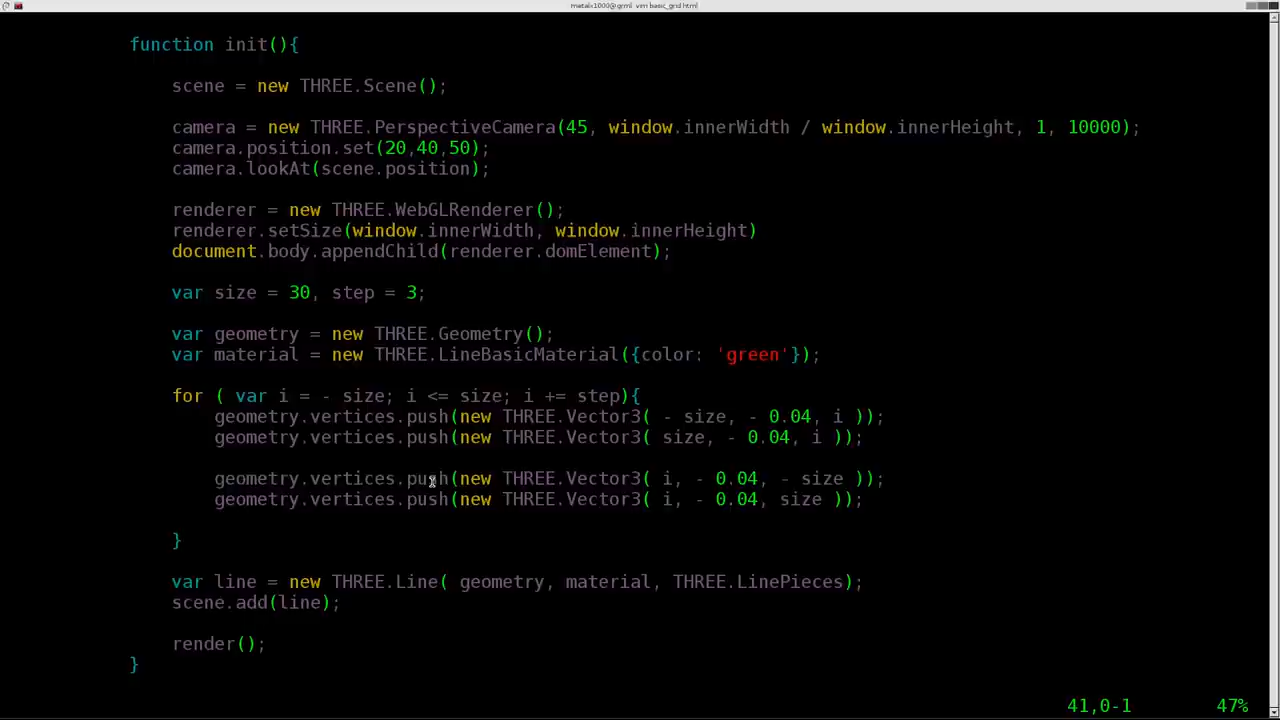 matalx1000@grml vim basic_grid.html
function init(){
scene = new THREE.Scene();
camera = new THREE.PerspectiveCamera(45, window.innerWidth / window.innerHeight, 1, 10000);
camera.position.set(20,40,50);
camera.lookAt(scene.position);
renderer = new THREE.WebGLRenderer();
renderer.setSize(window.innerWidth, window.innerHeight)
document.body.appendChild(renderer.domElement);
var size = 30, step = 3;
var geometry = new THREE.Geometry();
var material = new THREE.LineBasicMaterial({color: 'green'});
for ( var i = - size; i <= size; i += step){
geometry.vertices.push(new THREE.Vector3( - size, - 0.04, i ));
geometry.vertices.push(new THREE.Vector3( size, - 0.04, i ));
geometry.vertices.push(new THREE.Vector3( i, - 0.04, - size ));
geometry.vertices.push(new THREE.Vector3( i, - 0.04, size ));
}
var line = new THREE.Line( geometry, material, THREE.LinePieces);
scene.add(line);
render();
}
41,0-1 47%